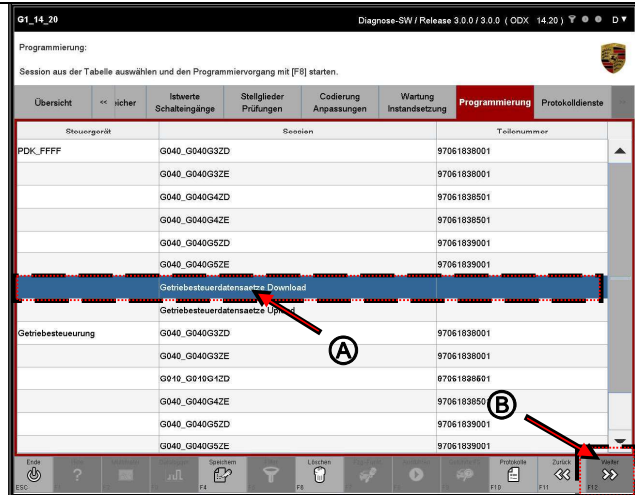 G1_14_20 Diagnose-SW / Release 3.0.0 / 3.0.0 ( ODX 14.20 ) D
Programmierung:
Session aus der Tabelle auswählen und den Programmiervorgang mit [F8] starten.
Übersicht << eicher Istwerte Schalteingänge Stellglieder Prüfungen Codierung Anpassungen Wartung Instandsetzung Programmierung Protokolldienste
Steuergerät Session Teilenummer
PDK_FFFF G040_G040G3ZD 97061838001
G040_G040G3ZE 97061838001
G040_G040G4ZD 97061838501
G040_G040G4ZE 97061838501
G040_G040G5ZD 97061839001
G040_G040G5ZE 97061839001
Getriebesteuerdatensaetze Download
Getriebesteuerdatensaetze Upload
Getriebesteueurung G040_G040G3ZD 97061838001
A
G040_G040G3ZE 97061838001
G040_G040G4ZD 97061838501
G040_G040G4ZE 97061838501
B
G040_G040G5ZD 97061839001
G040_G040G5ZE 97061839001
Ende Speichern Löschen Protokolle Zurück Weiter
ESC F4 F6 F10 F11 F12